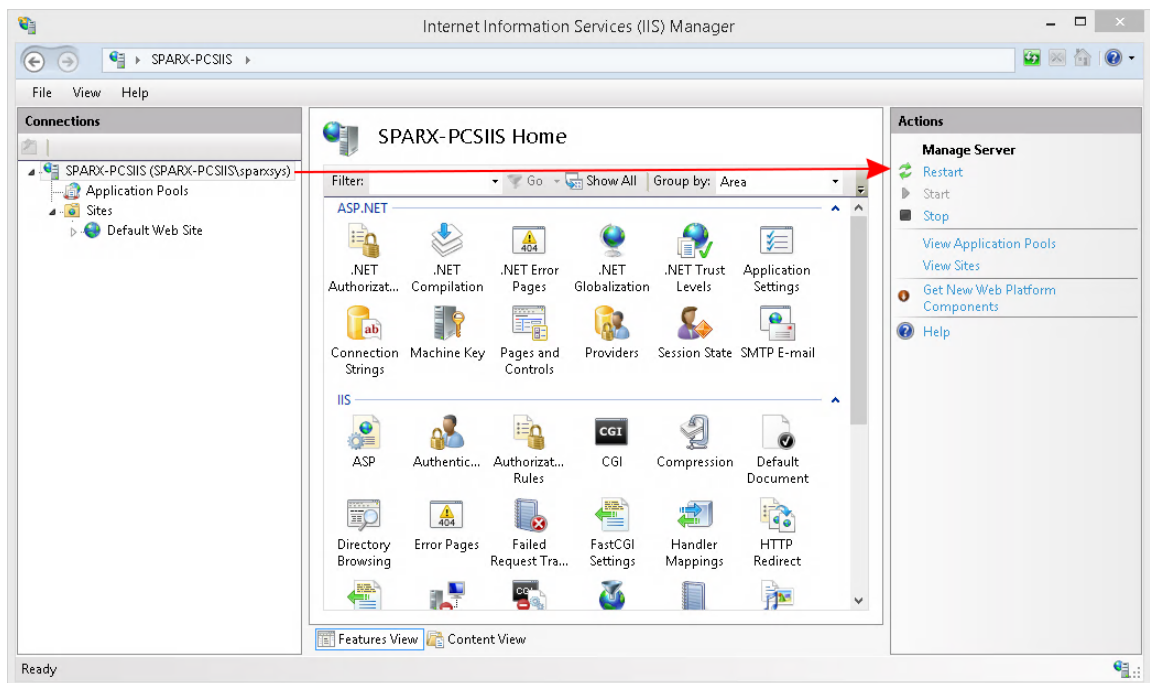 Internet Information Services (IIS) Manager
SPARX-PCSIIS
File View Help
Connections
SPARX-PCSIIS (SPARX-PCSIIS\sparxsys)
Application Pools
Sites
Default Web Site
SPARX-PCSIIS Home
Filter: Go Show All Group by: Area
ASP.NET
.NET Authorizat...
.NET Compilation
.NET Error Pages
404
.NET Globalization
.NET Trust Levels
Application Settings
ab
Connection Strings
Machine Key
Pages and Controls
Providers
Session State
SMTP E-mail
IIS
ASP
Authentic...
Authorizat... Rules
CGI
CGI
Compression
Default Document
Directory Browsing
404
Error Pages
Failed Request Tra...
FastCGI Settings
Handler Mappings
HTTP Redirect
Features View Content View
Actions
Manage Server
Restart
Start
Stop
View Application Pools
View Sites
Get New Web Platform
Components
Help
Ready